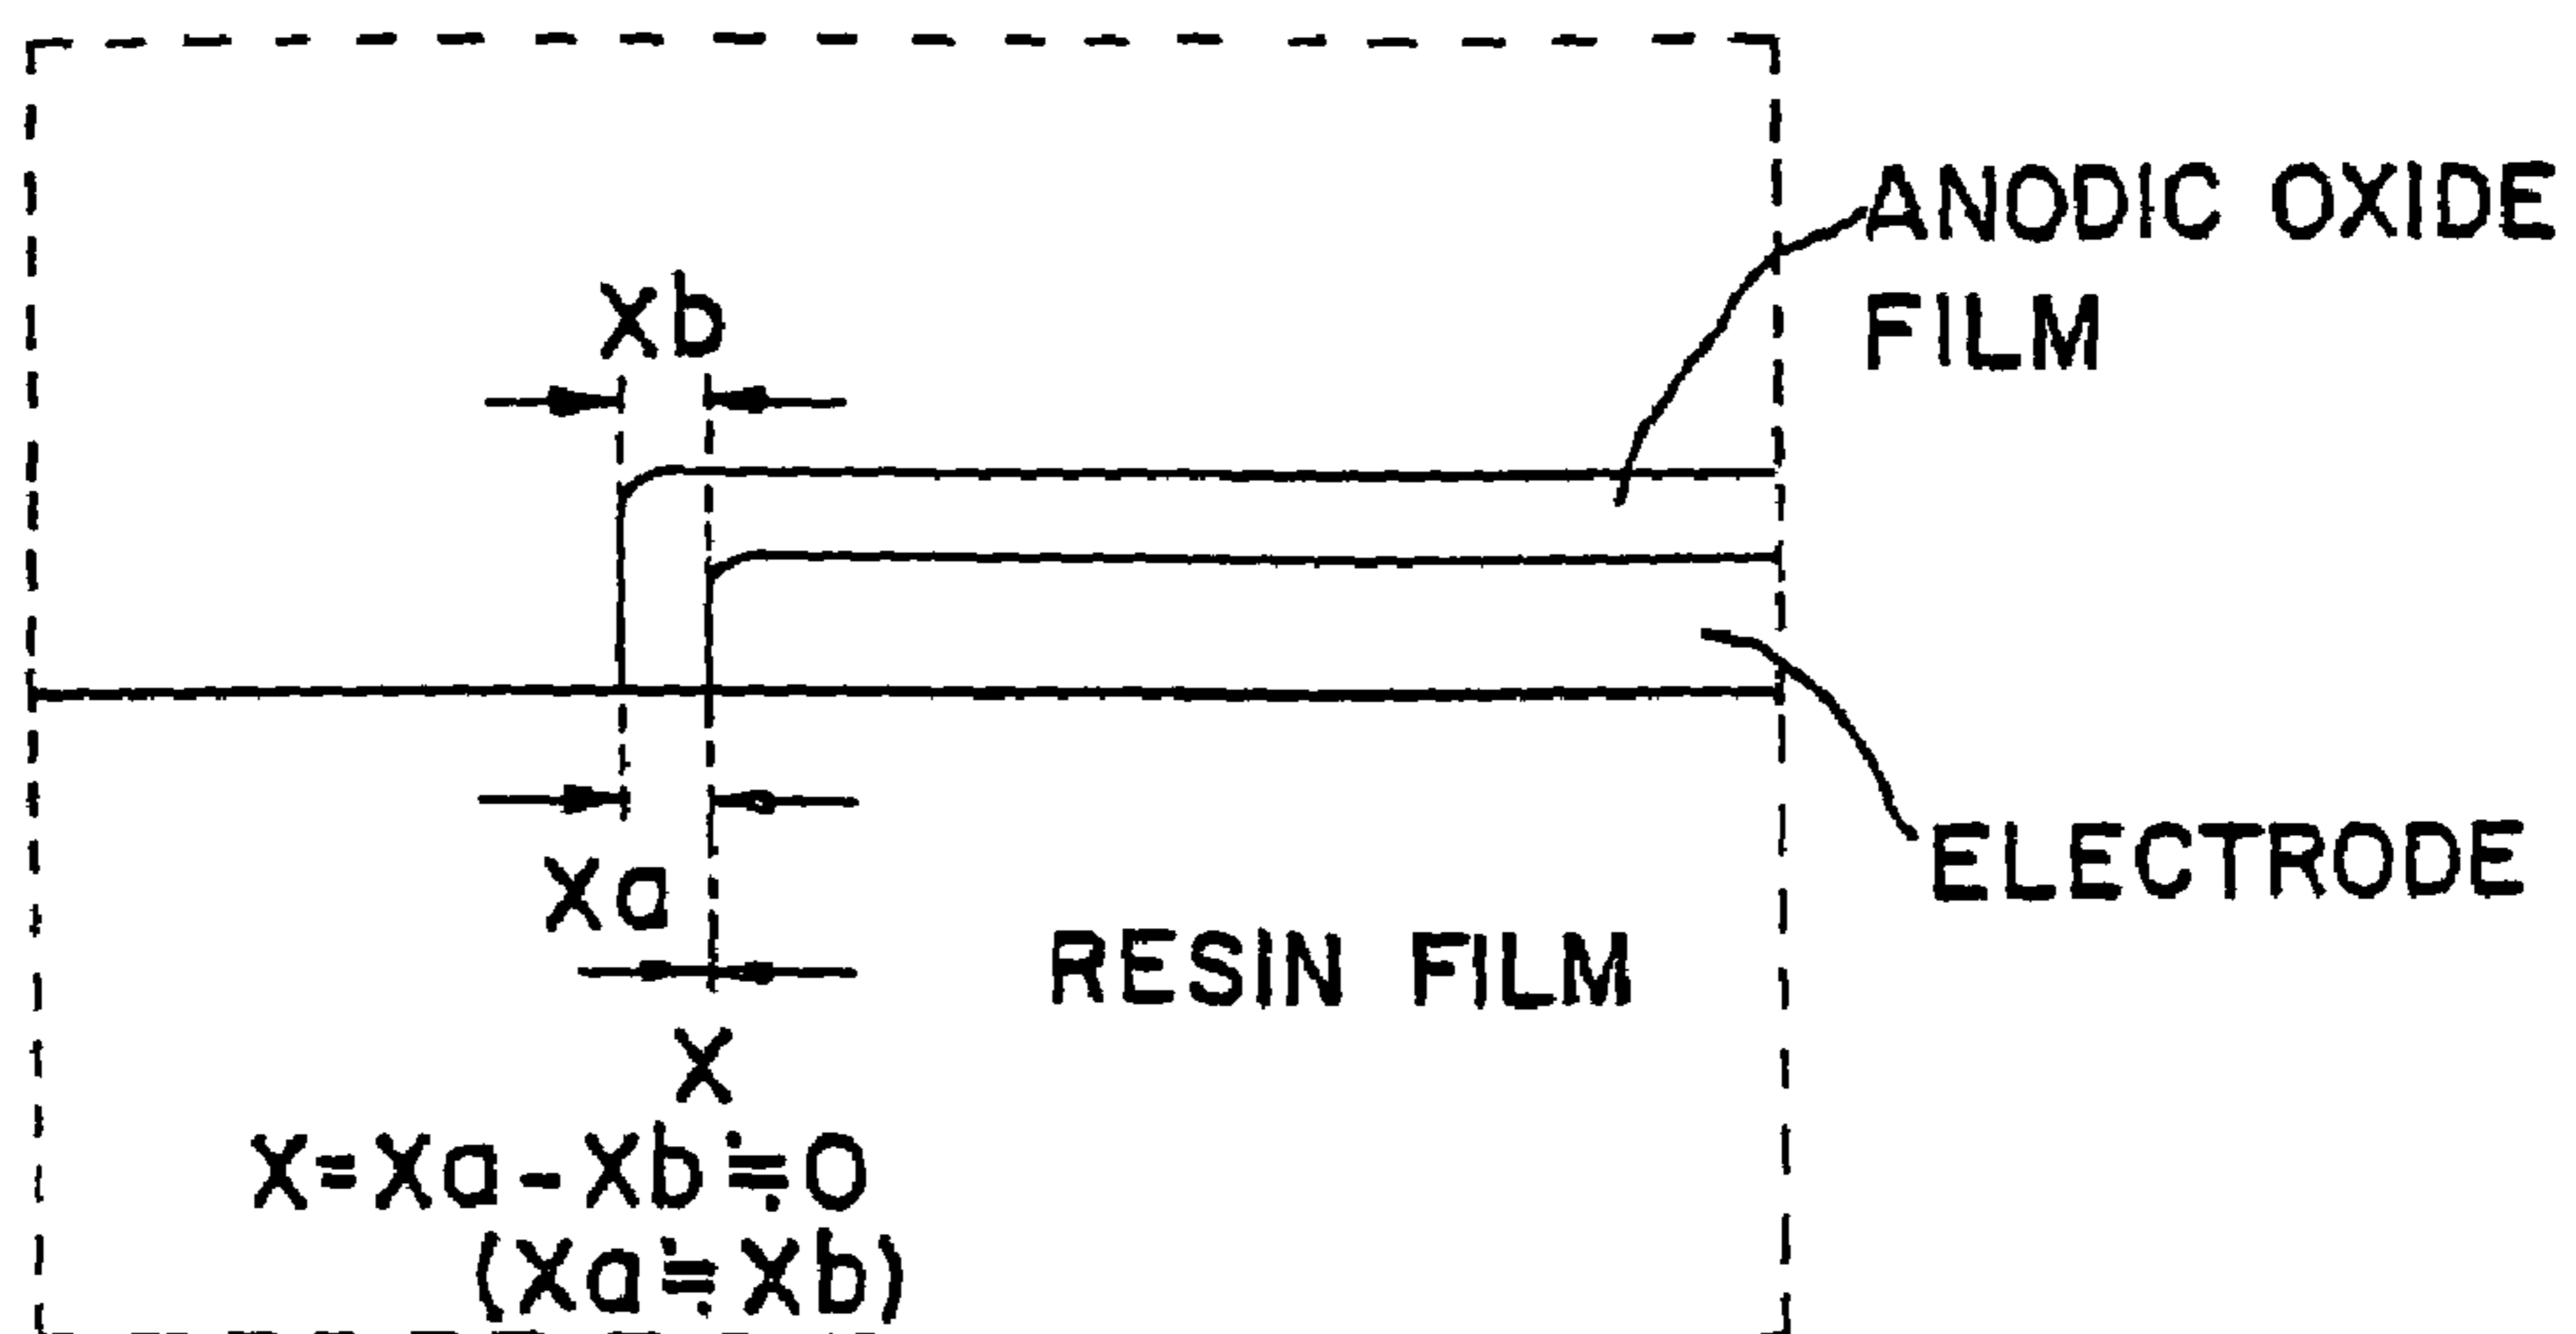 ANODIC OXIDE
FILM
Xb
ELECTRODE
Xa
RESIN FILM
X
X=Xa-Xb≒0
(Xa≒Xb)